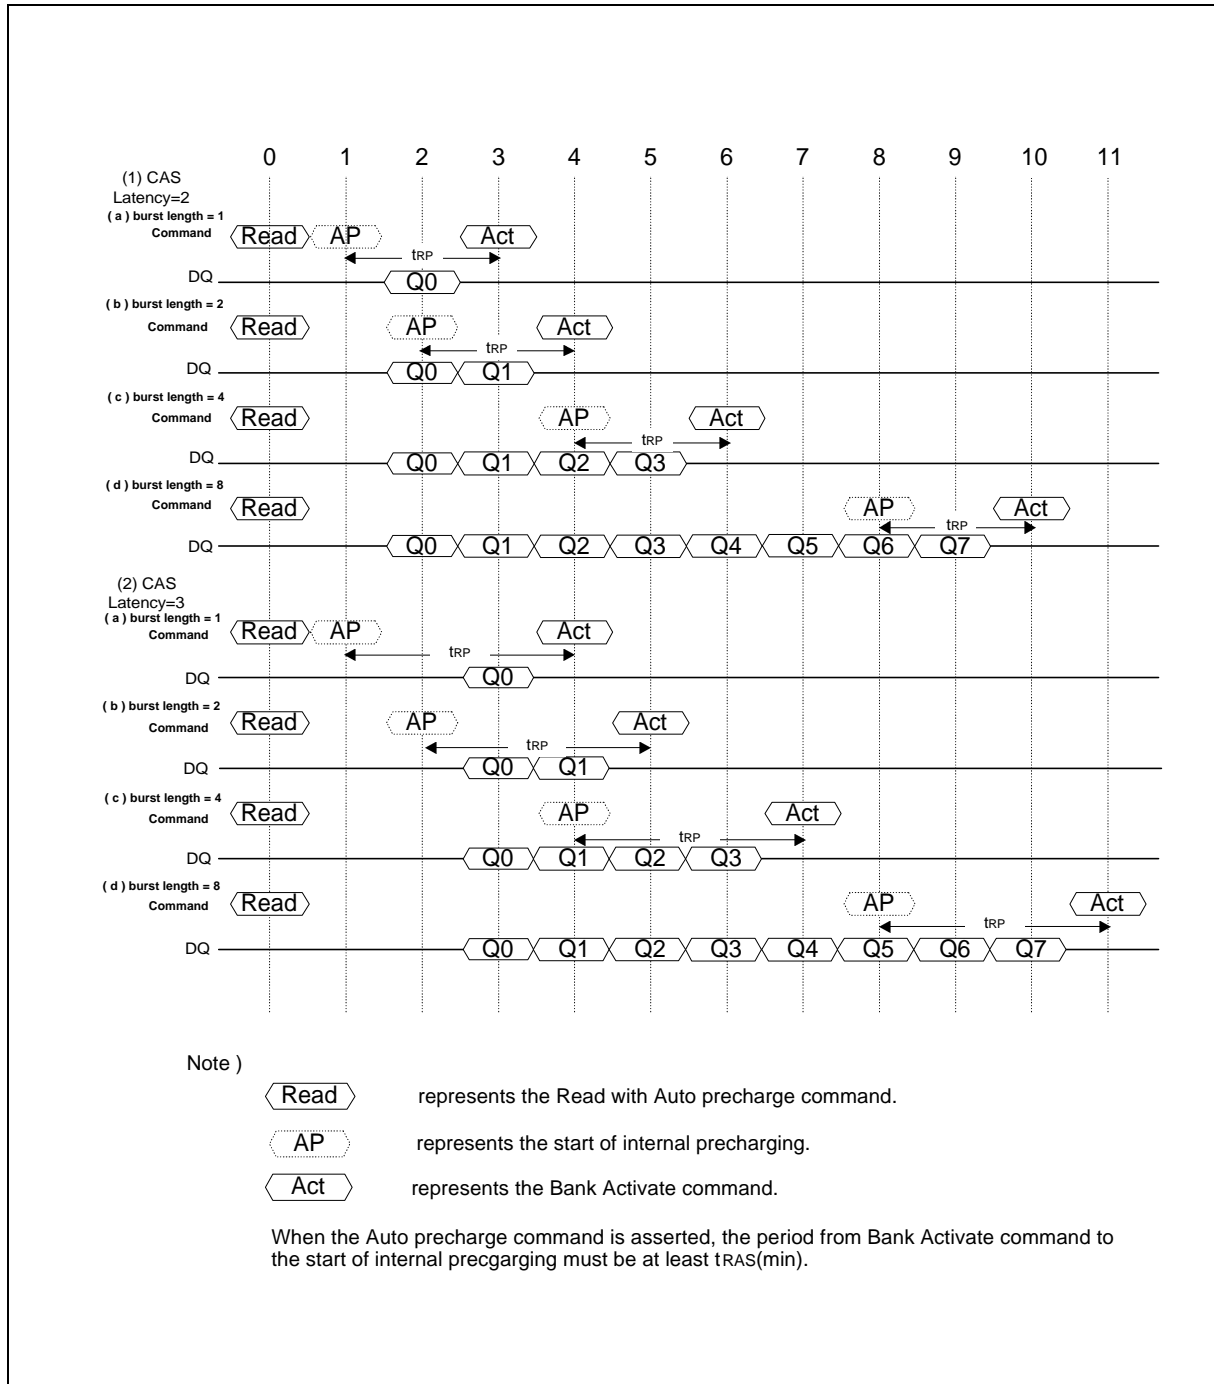 0 1 2 3 4 5 6 7 8 9 10 11
(1) CAS
Latency=2
( a ) burst length = 1
Command Read AP Act
tRP
DQ Q0
( b ) burst length = 2
Command Read AP Act
tRP
DQ Q0 Q1
( c ) burst length = 4
Command Read AP Act
tRP
DQ Q0 Q1 Q2 Q3
( d ) burst length = 8
Command Read AP Act
tRP
DQ Q0 Q1 Q2 Q3 Q4 Q5 Q6 Q7
(2) CAS
Latency=3
( a ) burst length = 1
Command Read AP Act
tRP
DQ Q0
( b ) burst length = 2
Command Read AP Act
tRP
DQ Q0 Q1
( c ) burst length = 4
Command Read AP Act
tRP
DQ Q0 Q1 Q2 Q3
( d ) burst length = 8
Command Read AP Act
tRP
DQ Q0 Q1 Q2 Q3 Q4 Q5 Q6 Q7
Note )
Read represents the Read with Auto precharge command.
AP represents the start of internal precharging.
Act represents the Bank Activate command.
When the Auto precharge command is asserted, the period from Bank Activate command to
the start of internal precgarging must be at least tRAS(min).